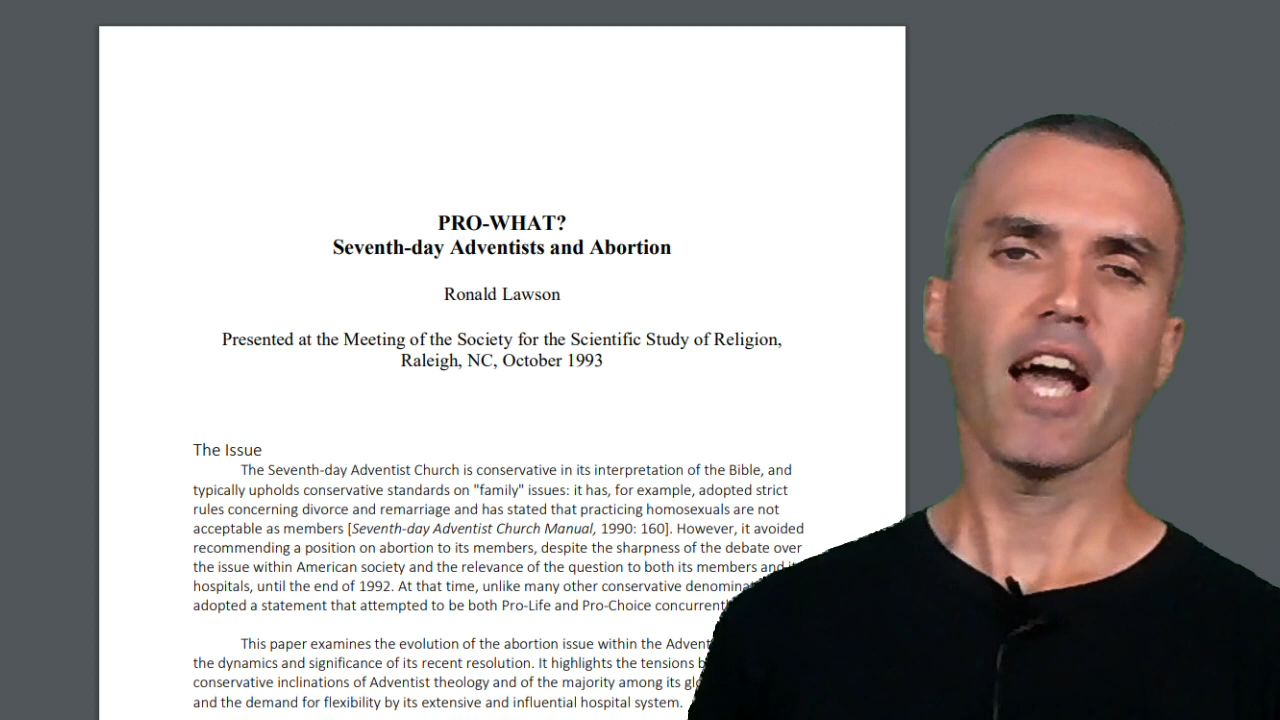 PRO-WHAT?
Seventh-day Adventists and Abortion
Ronald Lawson
Presented at the Meeting of the Society for the Scientific Study of Religion,
Raleigh, NC, October 1993
The Issue
The Seventh-day Adventist Church is conservative in its interpretation of the Bible, and
typically upholds conservative standards on "family" issues: it has, for example, adopted strict
rules concerning divorce and remarriage and has stated that practicing homosexuals are not
acceptable as members [Seventh-day Adventist Church Manual, 1990: 160]. However, it avoided
recommending a position on abortion to its members, despite the sharpness of the debate over
the issue within American society and the relevance of the question to both its members and
hospitals, until the end of 1992. At that time, unlike many other conservative
adopted a statement that attempted to be both Pro-Life and Pro-Choice
This paper examines the evolution of the abortion issue within the
the dynamics and significance of its recent resolution. It highlights the tensions
conservative inclinations of Adventist theology and of the majority among its
and the demand for flexibility by its extensive and influential hospital system.